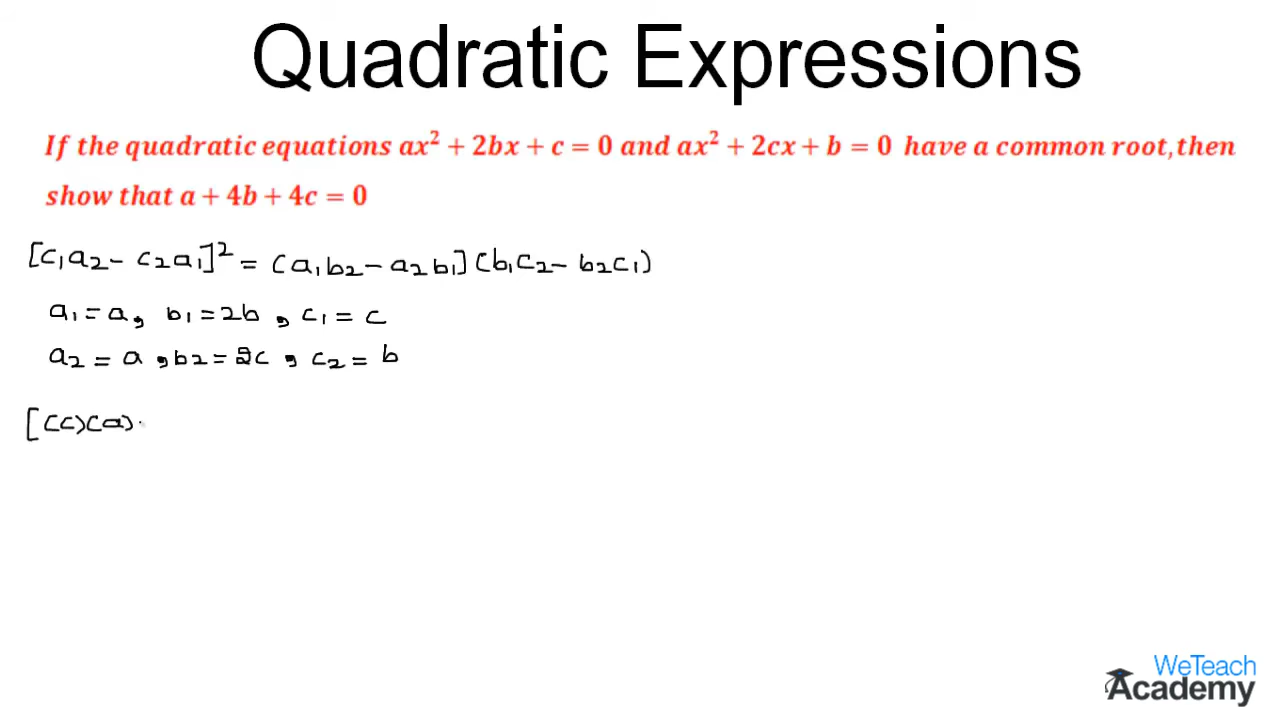 Quadratic Expressions
If the quadratic equations ax² + 2bx + c = 0 and ax² + 2cx + b = 0 have a common root, then
show that a + 4b + 4c = 0
[c₁a₂ - c₂a₁]² = (a₁b₂ - a₂b₁] (b₁c₂ - b₂c₁)
a₁ = a, b₁ = 2b, c₁ = c
a₂ = a, b₂ = 2c, c₂ = b
[(c)(a)
WeTeach
Academy